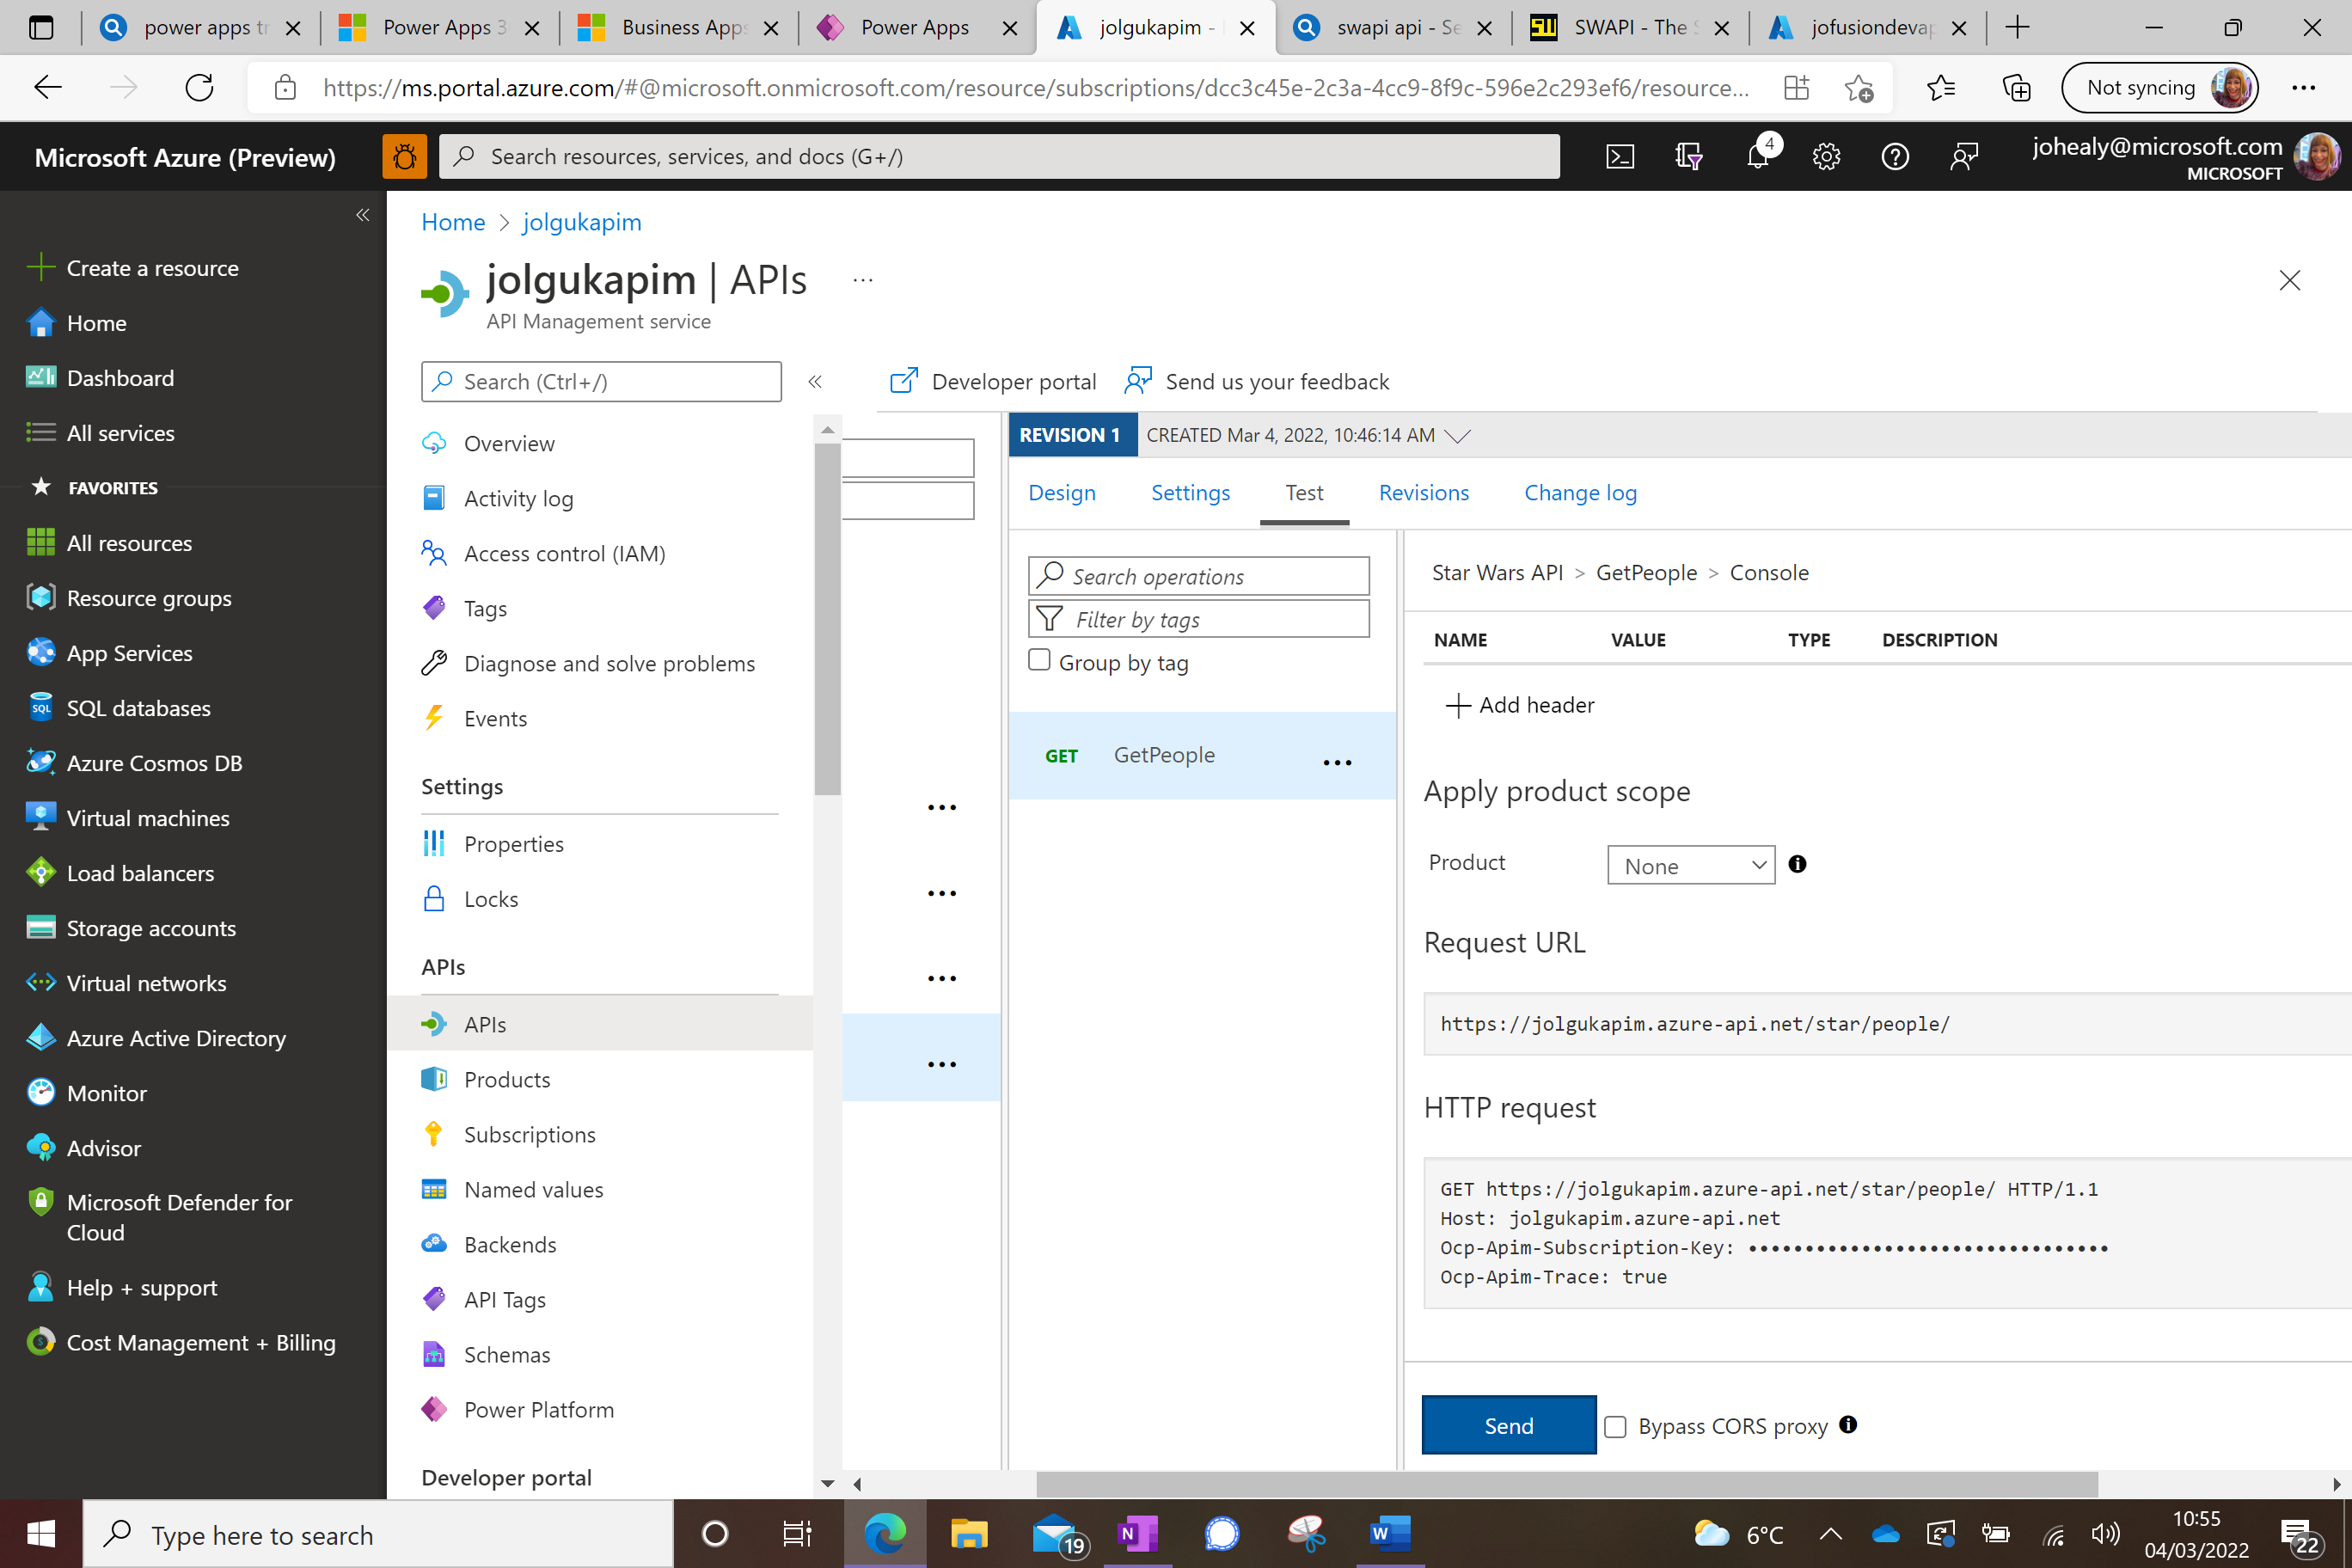 power apps tr
Power Apps 3
Business Apps
Power Apps
jolgukapim -
swapi api - Se
SWAPI - The S
jofusiondevap
https://ms.portal.azure.com/#@microsoft.onmicrosoft.com/resource/subscriptions/dcc3c45e-2c3a-4cc9-8f9c-596e2c293ef6/resource...
Not syncing
Microsoft Azure (Preview)
Search resources, services, and docs (G+/)
4
johealy@microsoft.com
MICROSOFT
Create a resource
Home
Dashboard
All services
FAVORITES
All resources
Resource groups
App Services
SQL databases
Azure Cosmos DB
Virtual machines
Load balancers
Storage accounts
Virtual networks
Azure Active Directory
Monitor
Advisor
Microsoft Defender for
Cloud
Help + support
Cost Management + Billing
Home > jolgukapim
jolgukapim | APIs ...
API Management service
Search (Ctrl+/)
Overview
Activity log
Access control (IAM)
Tags
Diagnose and solve problems
Events
Settings
Properties
Locks
APIs
APIs
Products
Subscriptions
Named values
Backends
API Tags
Schemas
Power Platform
Developer portal
Developer portal
Send us your feedback
REVISION 1 CREATED Mar 4, 2022, 10:46:14 AM
Design Settings Test Revisions Change log
Search operations
Filter by tags
Group by tag
GET GetPeople ...
Star Wars API > GetPeople > Console
NAME VALUE TYPE DESCRIPTION
Add header
Apply product scope
Product None
Request URL
https://jolgukapim.azure-api.net/star/people/
HTTP request
GET https://jolgukapim.azure-api.net/star/people/ HTTP/1.1
Host: jolgukapim.azure-api.net
Ocp-Apim-Subscription-Key: ••••••••••••••••••••••••••••••••
Ocp-Apim-Trace: true
Send
Bypass CORS proxy
Type here to search
19
6°C
10:55
04/03/2022
22